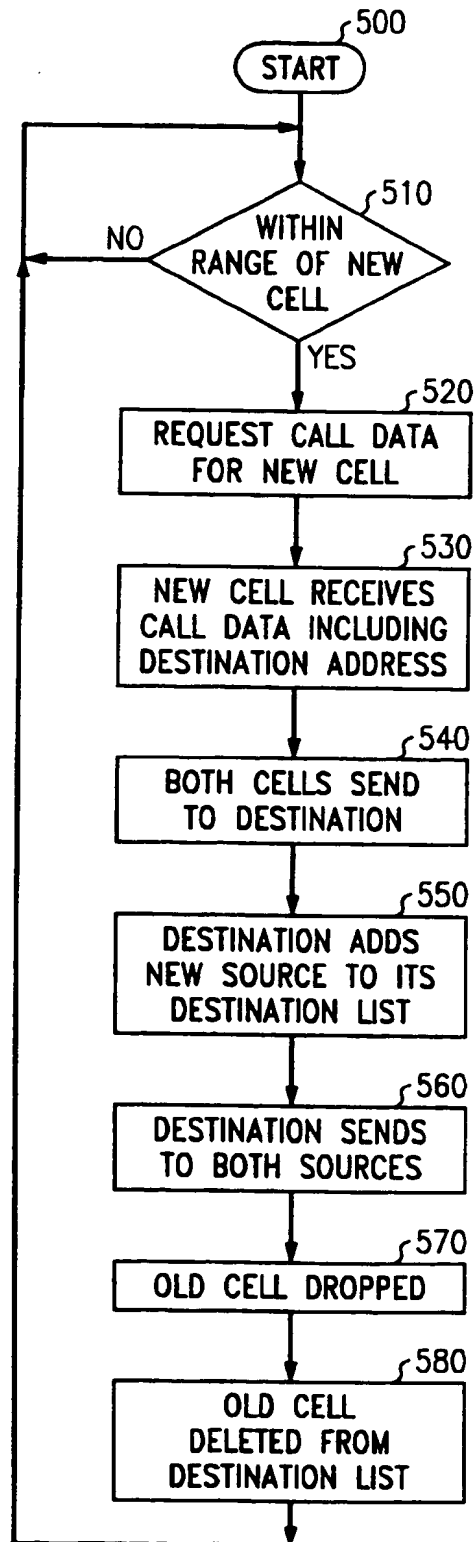 500
START
510
WITHIN
RANGE OF NEW
CELL
NO
YES
520
REQUEST CALL DATA
FOR NEW CELL
530
NEW CELL RECEIVES
CALL DATA INCLUDING
DESTINATION ADDRESS
540
BOTH CELLS SEND
TO DESTINATION
550
DESTINATION ADDS
NEW SOURCE TO ITS
DESTINATION LIST
560
DESTINATION SENDS
TO BOTH SOURCES
570
OLD CELL DROPPED
580
OLD CELL
DELETED FROM
DESTINATION LIST